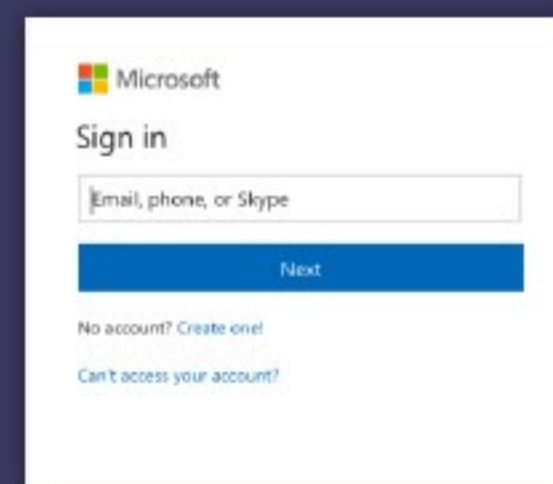 Microsoft
Sign in
Email, phone, or Skype
Next
No account? Create one!
Can't access your account?